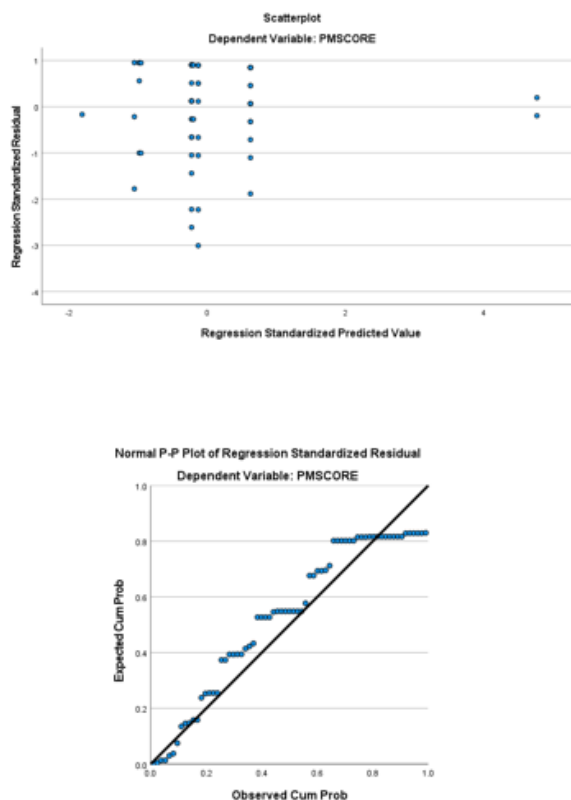 Scatterplot
Dependent Variable: PMSCORE
Regression Standardized Residual
1
0
-1
-2
-3
-4
-2
0
2
4
Regression Standardized Predicted Value
Normal P-P Plot of Regression Standardized Residual
Dependent Variable: PMSCORE
Expected Cum Prob
1.0
0.8
0.6
0.4
0.2
0.0
0.0
0.2
0.4
0.6
0.8
1.0
Observed Cum Prob